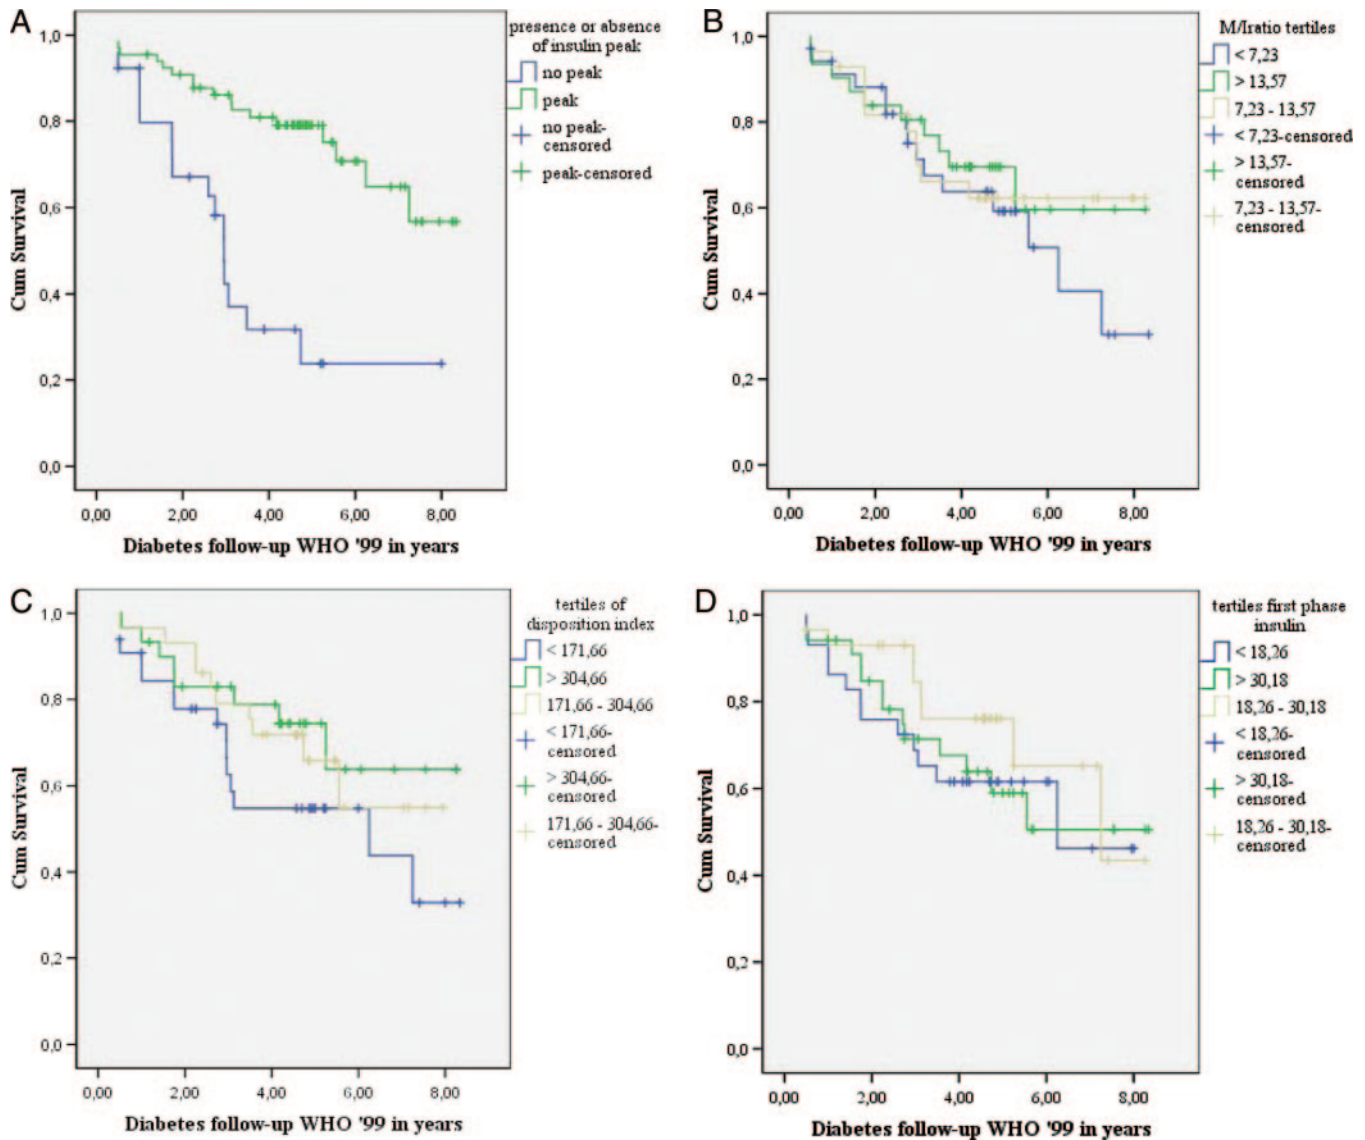 A
presence or absence
of insulin peak
no peak
peak
no peak-
censored
peak-censored
1,0
0,8
0,6
0,4
0,2
0,0
Cum Survival
0,00 2,00 4,00 6,00 8,00
Diabetes follow-up WHO '99 in years
B
M/Iratio tertiles
< 7,23
> 13,57
7,23 - 13,57
< 7,23-censored
> 13,57-
censored
7,23 - 13,57-
censored
1,0
0,8
0,6
0,4
0,2
0,0
Cum Survival
0,00 2,00 4,00 6,00 8,00
Diabetes follow-up WHO '99 in years
C
tertiles of
disposition index
< 171,66
> 304,66
171,66 - 304,66
< 171,66-
censored
> 304,66-
censored
171,66 - 304,66-
censored
1,0
0,8
0,6
0,4
0,2
0,0
Cum Survival
0,00 2,00 4,00 6,00 8,00
Diabetes follow-up WHO '99 in years
D
tertiles first phase
insulin
< 18,26
> 30,18
18,26 - 30,18
< 18,26-
censored
> 30,18-
censored
18,26 - 30,18-
censored
1,0
0,8
0,6
0,4
0,2
0,0
Cum Survival
0,00 2,00 4,00 6,00 8,00
Diabetes follow-up WHO '99 in years